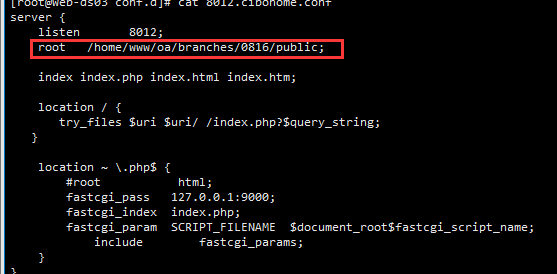 [root@web-ds03 conf.d]# cat 8012.cibohome.conf
server {
listen 8012;
root /home/www/oa/branches/0816/public;
index index.php index.html index.htm;
location / {
try_files $uri $uri/ /index.php?$query_string;
}
location ~ \.php$ {
#root html;
fastcgi_pass 127.0.0.1:9000;
fastcgi_index index.php;
fastcgi_param SCRIPT_FILENAME $document_root$fastcgi_script_name;
include fastcgi_params;
}
}